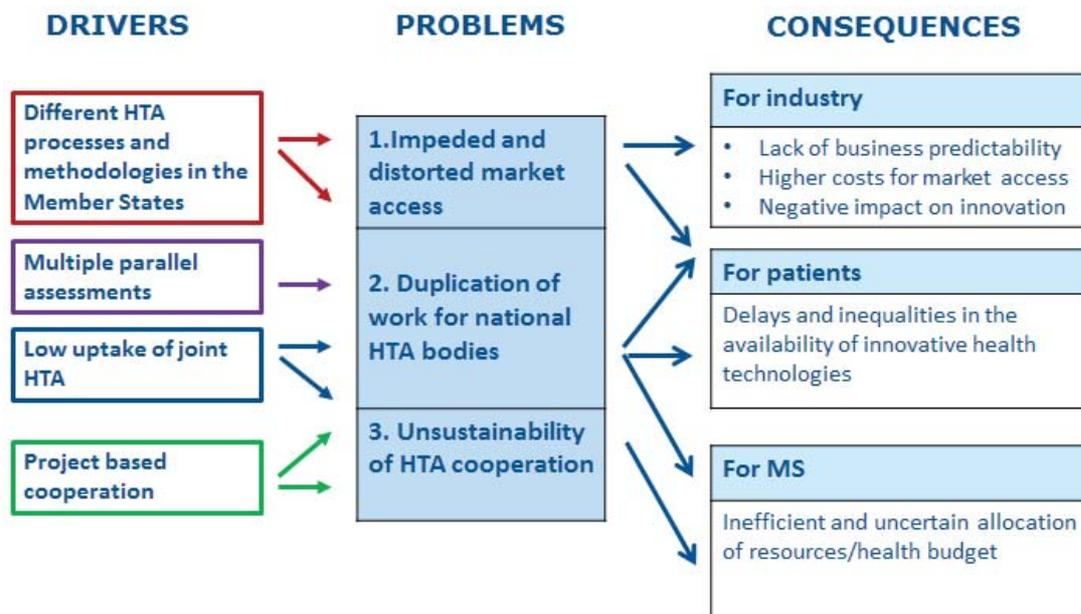 DRIVERS
PROBLEMS
CONSEQUENCES
Different HTA
processes and
methodologies in the
Member States
Multiple parallel
assessments
Low uptake of joint
HTA
Project based
cooperation
1.Impeded and
distorted market
access
2. Duplication of
work for national
HTA bodies
3. Unsustainability
of HTA cooperation
For industry
• Lack of business predictability
• Higher costs for market access
• Negative impact on innovation
For patients
Delays and inequalities in the
availability of innovative health
technologies
For MS
Inefficient and uncertain allocation
of resources/health budget